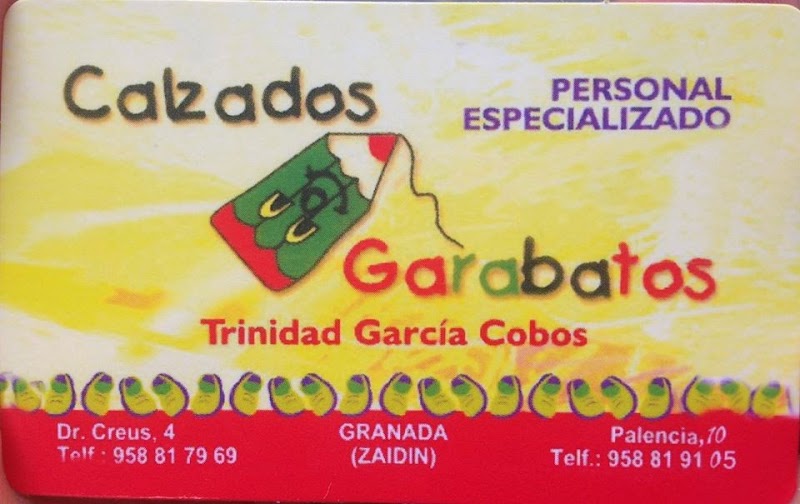 Calzados
PERSONAL
ESPECIALIZADO
Garabatos
Trinidad García Cobos
Dr. Creus, 4
Telf.: 958 81 79 69
GRANADA
(ZAIDIN)
Palencia, 10
Telf.: 958 81 91 05